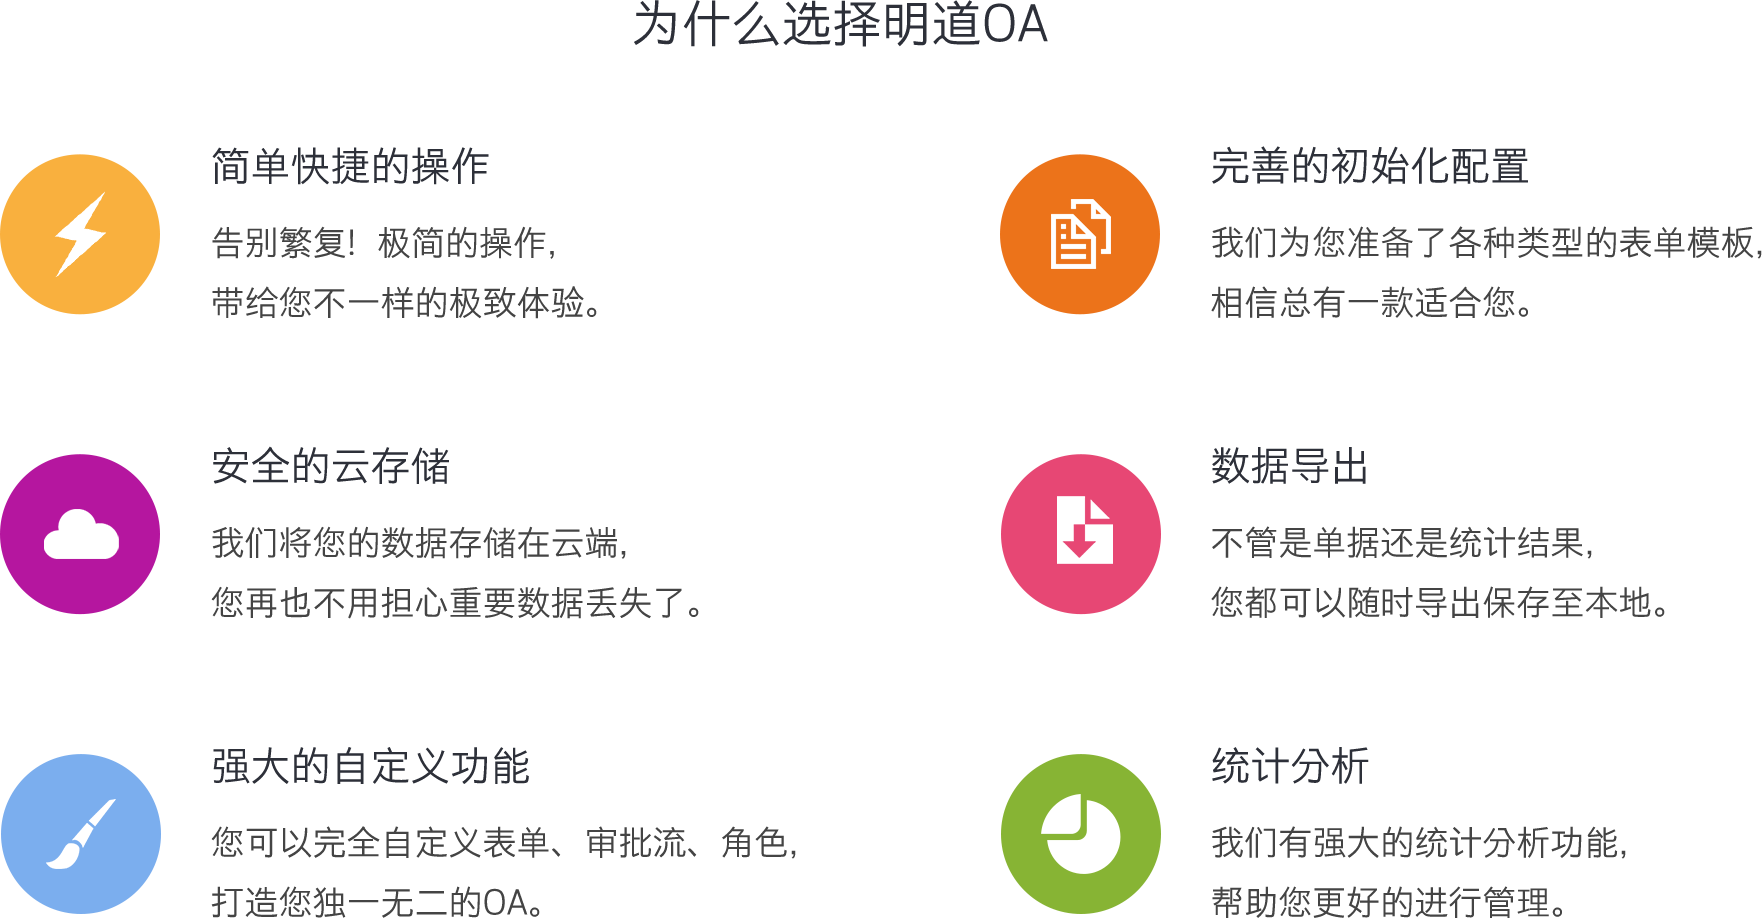 为什么选择明道OA
简单快捷的操作
告别繁复！极简的操作，
带给您不一样的极致体验。
完善的初始化配置
我们为您准备了各种类型的表单模板，
相信总有一款适合您。
安全的云存储
我们将您的数据存储在云端，
您再也不用担心重要数据丢失了。
数据导出
不管是单据还是统计结果，
您都可以随时导出保存至本地。
强大的自定义功能
您可以完全自定义表单、审批流、角色，
打造您独一无二的OA。
统计分析
我们有强大的统计分析功能，
帮助您更好的进行管理。